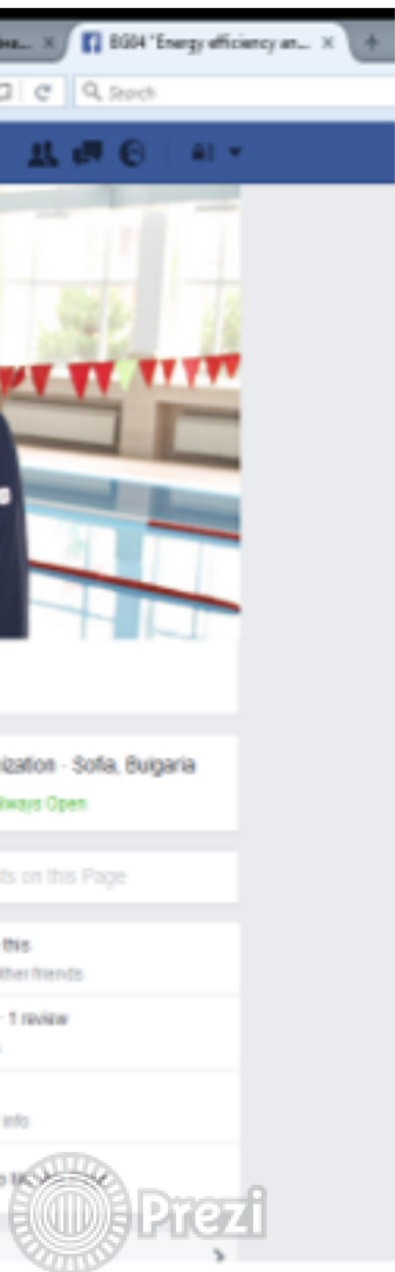 BG04 "Energy efficiency an...
Search
ization - Sofia, Bulgaria
lways Open
ts on this Page
this
ther friends
1 review
info
Prezi